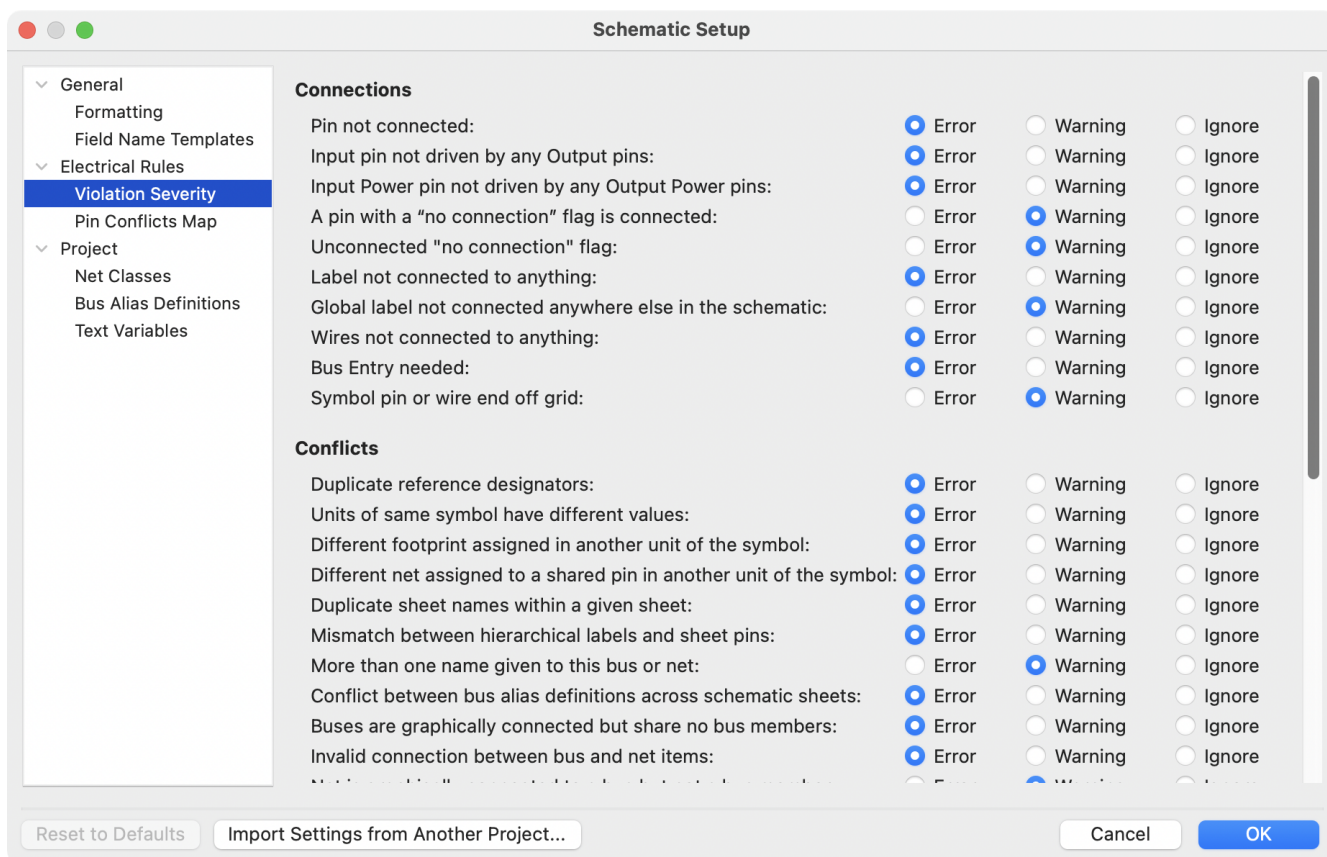 Schematic Setup
General
Formatting
Field Name Templates
Electrical Rules
Violation Severity
Pin Conflicts Map
Project
Net Classes
Bus Alias Definitions
Text Variables
Connections
Pin not connected: Error Warning Ignore
Input pin not driven by any Output pins: Error Warning Ignore
Input Power pin not driven by any Output Power pins: Error Warning Ignore
A pin with a “no connection” flag is connected: Error Warning Ignore
Unconnected "no connection" flag: Error Warning Ignore
Label not connected to anything: Error Warning Ignore
Global label not connected anywhere else in the schematic: Error Warning Ignore
Wires not connected to anything: Error Warning Ignore
Bus Entry needed: Error Warning Ignore
Symbol pin or wire end off grid: Error Warning Ignore
Conflicts
Duplicate reference designators: Error Warning Ignore
Units of same symbol have different values: Error Warning Ignore
Different footprint assigned in another unit of the symbol: Error Warning Ignore
Different net assigned to a shared pin in another unit of the symbol: Error Warning Ignore
Duplicate sheet names within a given sheet: Error Warning Ignore
Mismatch between hierarchical labels and sheet pins: Error Warning Ignore
More than one name given to this bus or net: Error Warning Ignore
Conflict between bus alias definitions across schematic sheets: Error Warning Ignore
Buses are graphically connected but share no bus members: Error Warning Ignore
Invalid connection between bus and net items: Error Warning Ignore
Reset to Defaults
Import Settings from Another Project...
Cancel
OK